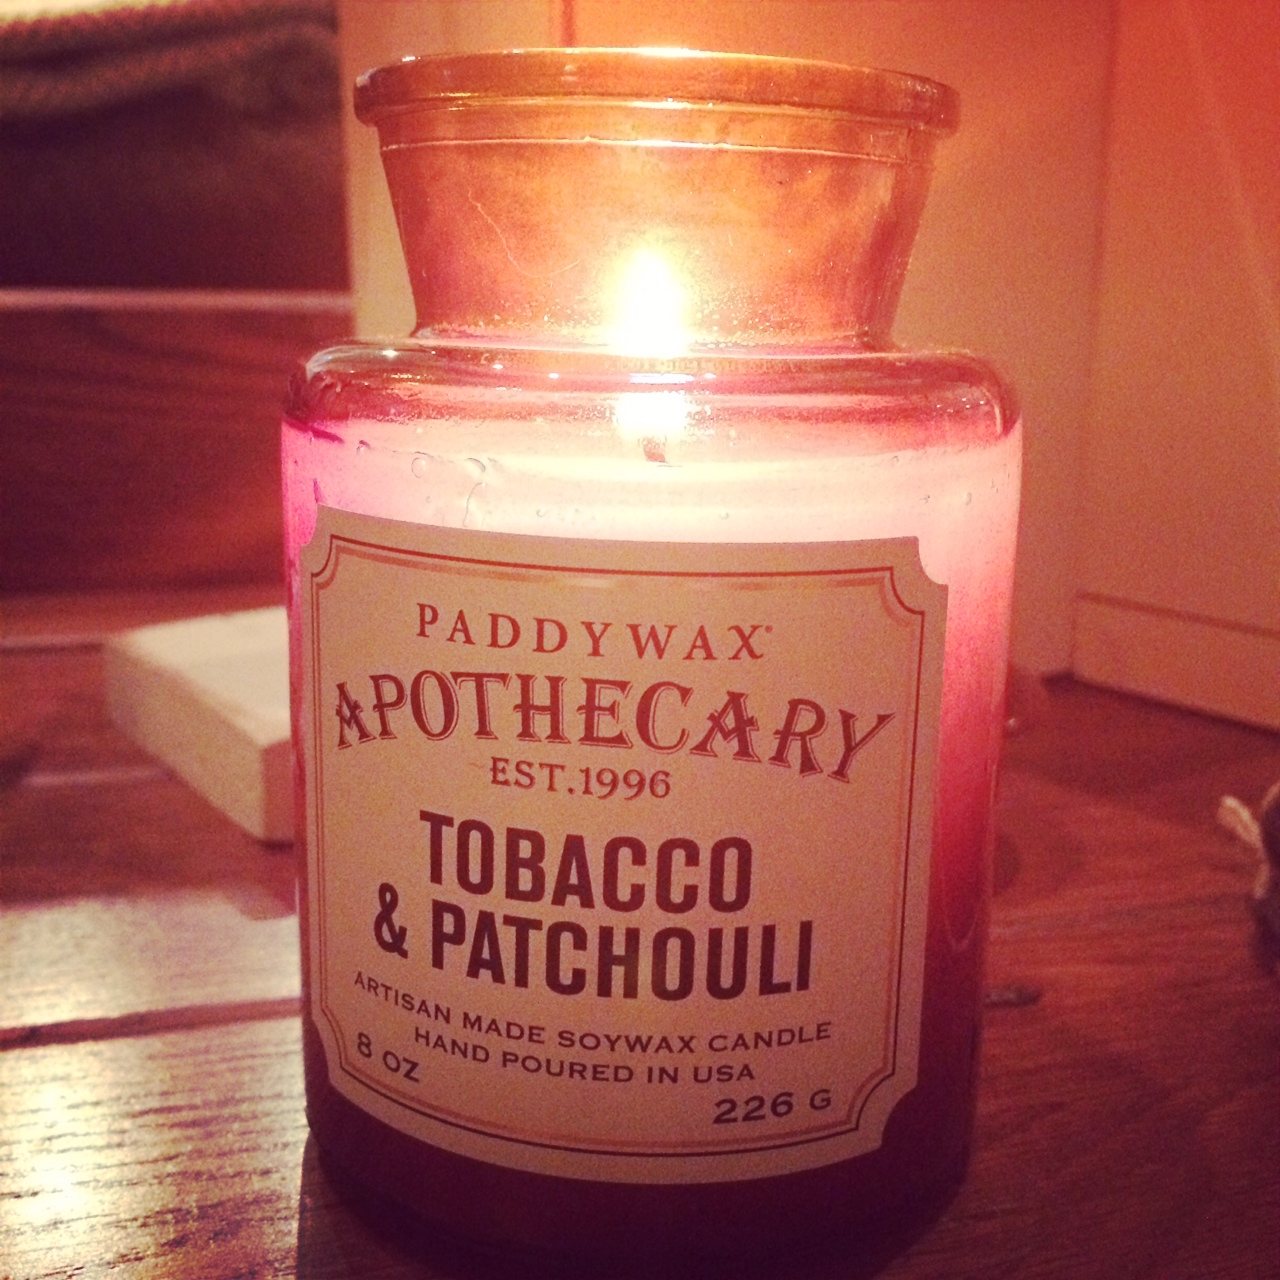 PADDYWAX®
APOTHECARY
EST.1996
TOBACCO
& PATCHOULI
ARTISAN MADE SOYWAX CANDLE
HAND POURED IN USA
8 OZ
226 G